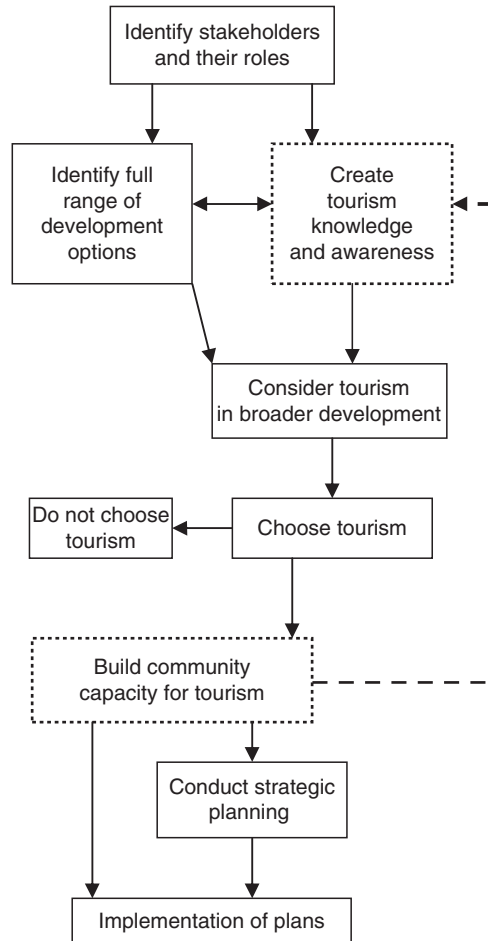 Identify stakeholders
and their roles
Identify full
range of
development
options
Create
tourism
knowledge
and awareness
Consider tourism
in broader development
Do not choose
tourism
Choose tourism
Build community
capacity for tourism
Conduct strategic
planning
Implementation of plans